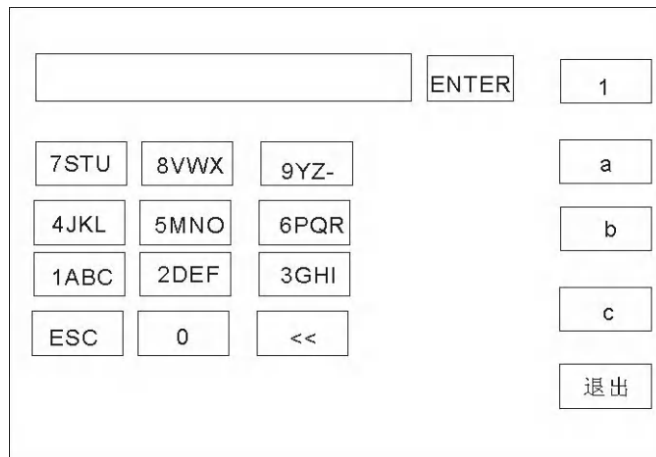 ENTER 1
7STU 8VWX 9YZ- a
4JKL 5MNO 6PQR b
1ABC 2DEF 3GHI
ESC 0 << c
退出